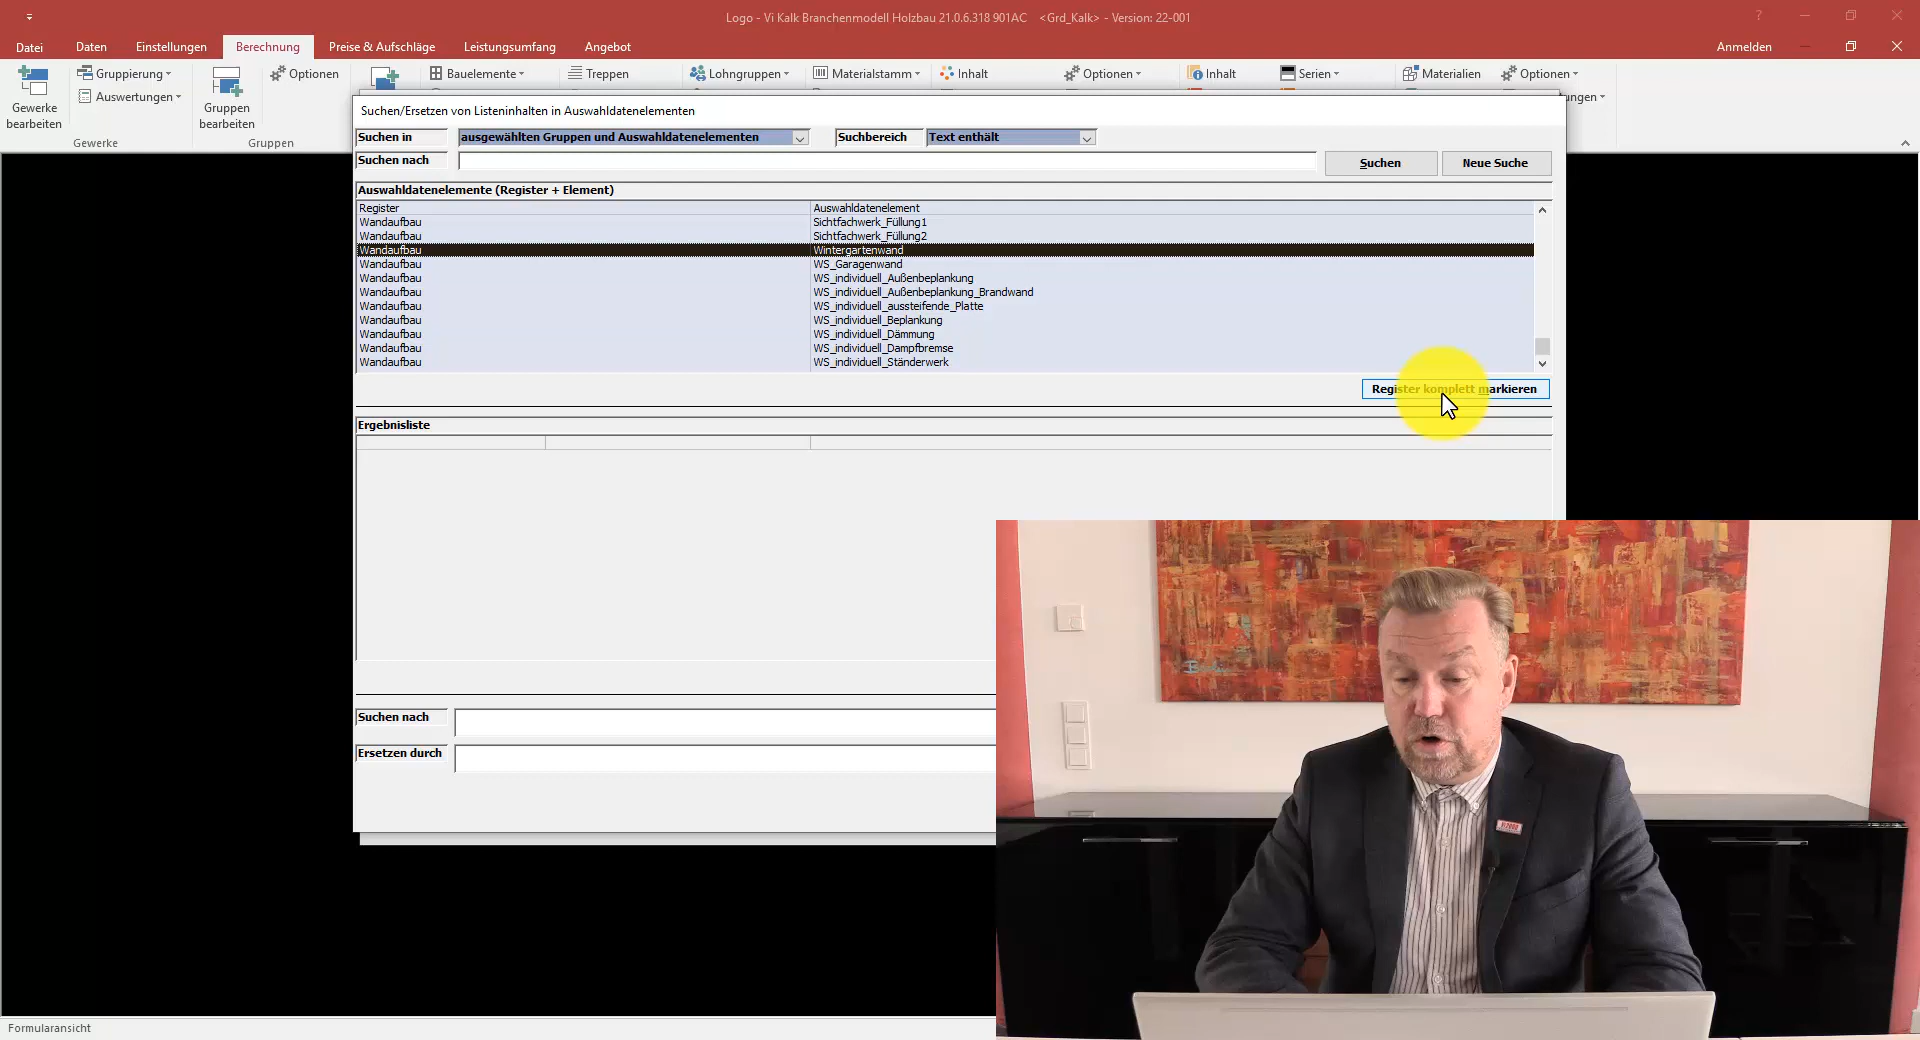 Logo - Vi Kalk Branchenmodell Holzbau 21.0.6.318 901AC <Grd_Kalk> - Version: 22-001
Datei Daten Einstellungen Berechnung Preise & Aufschläge Leistungsumfang Angebot Anmelden
Gruppierung Optionen Bauelemente Treppen Lohngruppen Materialstamm Inhalt Optionen Inhalt Serien Materialien Optionen
Auswertungen
Gewerke bearbeiten
Gruppen bearbeiten
Gewerke Gruppen
Suchen/Ersetzen von Listeninhalten in Auswahldatenelementen
Suchen in ausgewählten Gruppen und Auswahldatenelementen Suchbereich Text enthält
Suchen nach Suchen Neue Suche
Auswahldatenelemente (Register + Element)
Register Auswahldatenelement
Wandaufbau Sichtfachwerk_Füllung1
Wandaufbau Sichtfachwerk_Füllung2
Wandaufbau Wintergartenwand
Wandaufbau WS_Garagenwand
Wandaufbau WS_individuell_Außenbeplankung
Wandaufbau WS_individuell_Außenbeplankung_Brandwand
Wandaufbau WS_individuell_aussteifende_Platte
Wandaufbau WS_individuell_Beplankung
Wandaufbau WS_individuell_Dämmung
Wandaufbau WS_individuell_Dampfbremse
Wandaufbau WS_individuell_Ständerwerk
Register komplett markieren
Ergebnisliste
Suchen nach
Ersetzen durch
Formularansicht